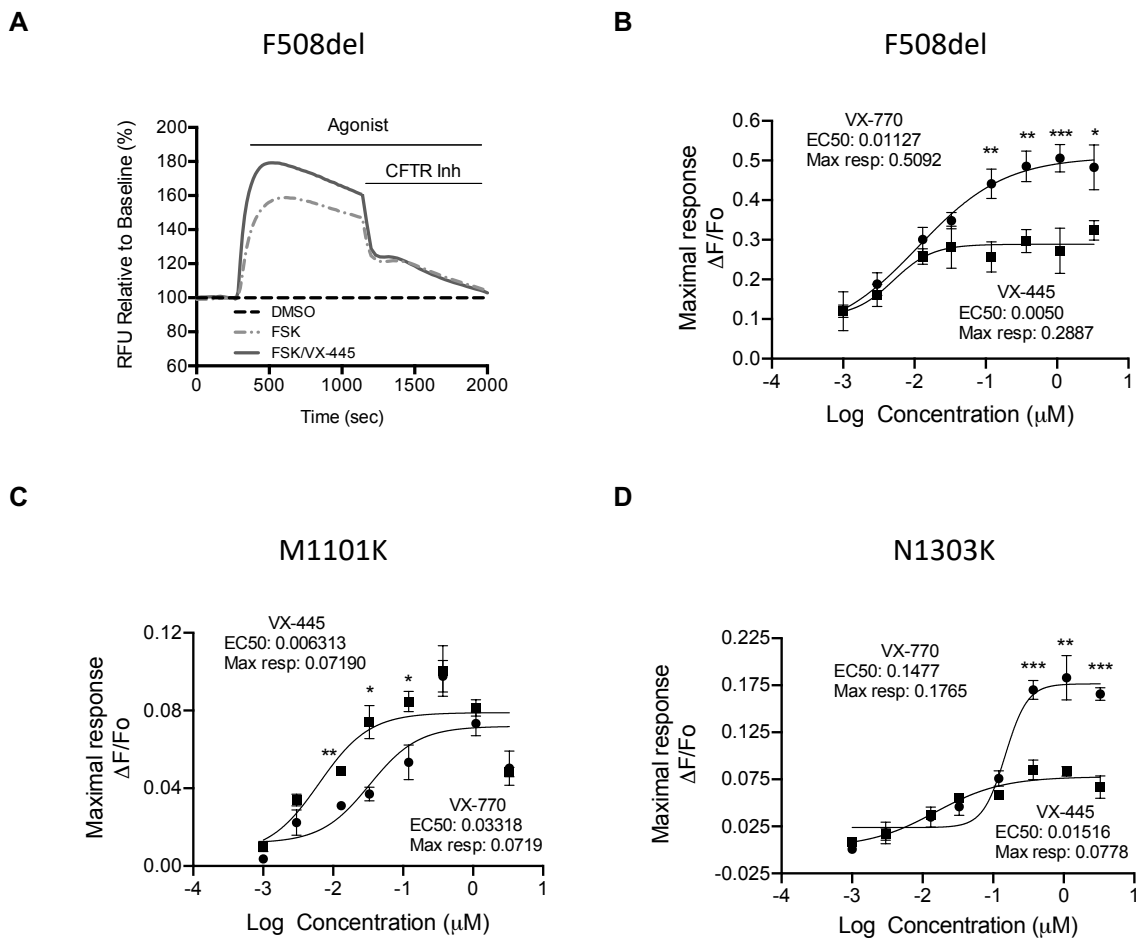 A
F508del
RFU Relative to Baseline (%)
200
180
160
140
120
100
80
60
Agonist
CFTR Inh
DMSO
FSK
FSK/VX-445
0
500
1000
1500
2000
Time (sec)
B
F508del
Maximal response
ΔF/Fo
0.6
0.5
0.4
0.3
0.2
0.1
0.0
VX-770
EC50: 0.01127
Max resp: 0.5092
**
**
***
*
VX-445
EC50: 0.0050
Max resp: 0.2887
-4
-3
-2
-1
0
1
Log Concentration (μM)
C
M1101K
Maximal response
ΔF/Fo
0.12
0.08
0.04
0.00
VX-445
EC50: 0.006313
Max resp: 0.07190
**
*
*
VX-770
EC50: 0.03318
Max resp: 0.0719
-4
-3
-2
-1
0
1
Log Concentration (μM)
D
N1303K
Maximal response
ΔF/Fo
0.225
0.175
0.125
0.075
0.025
-0.025
VX-770
EC50: 0.1477
Max resp: 0.1765
***
**
***
VX-445
EC50: 0.01516
Max resp: 0.0778
-4
-3
-2
-1
0
1
Log Concentration (μM)